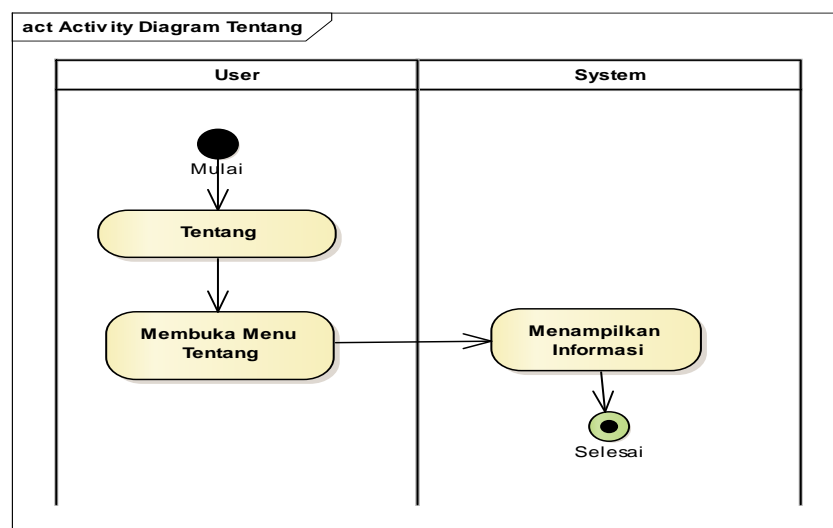 act Activity Diagram Tentang
User
System
Mulai
Tentang
Membuka Menu
Tentang
Menampilkan
Informasi
Selesai